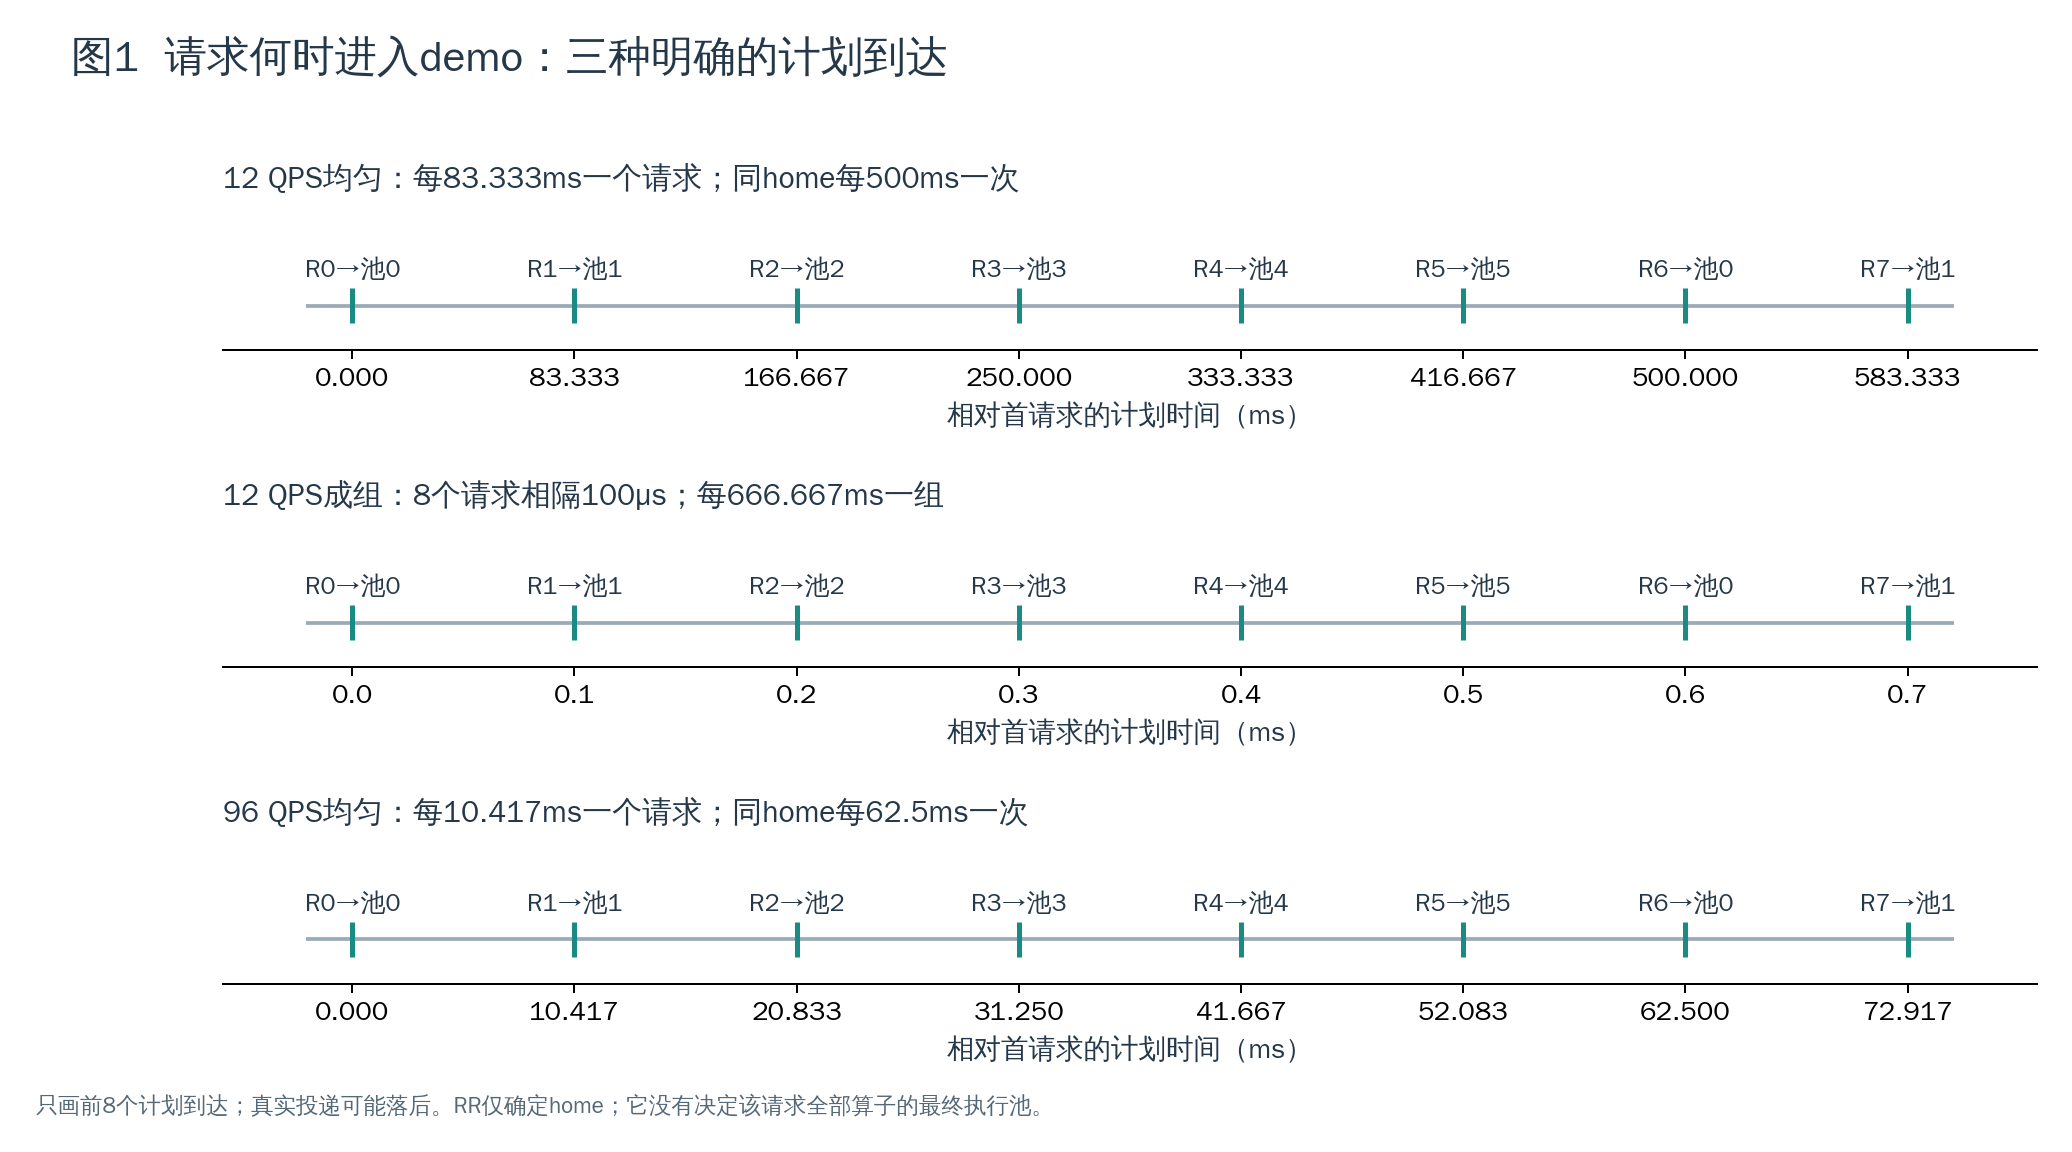 图1 请求何时进入demo：三种明确的计划到达
12 QPS均匀：每83.333ms一个请求；同home每500ms一次
R0→池0 R1→池1 R2→池2 R3→池3 R4→池4 R5→池5 R6→池0 R7→池1
0.000 83.333 166.667 250.000 333.333 416.667 500.000 583.333
相对首请求的计划时间（ms）
12 QPS成组：8个请求相隔100μs；每666.667ms一组
R0→池0 R1→池1 R2→池2 R3→池3 R4→池4 R5→池5 R6→池0 R7→池1
0.0 0.1 0.2 0.3 0.4 0.5 0.6 0.7
相对首请求的计划时间（ms）
96 QPS均匀：每10.417ms一个请求；同home每62.5ms一次
R0→池0 R1→池1 R2→池2 R3→池3 R4→池4 R5→池5 R6→池0 R7→池1
0.000 10.417 20.833 31.250 41.667 52.083 62.500 72.917
相对首请求的计划时间（ms）
只画前8个计划到达；真实投递可能落后。RR仅确定home；它没有决定该请求全部算子的最终执行池。